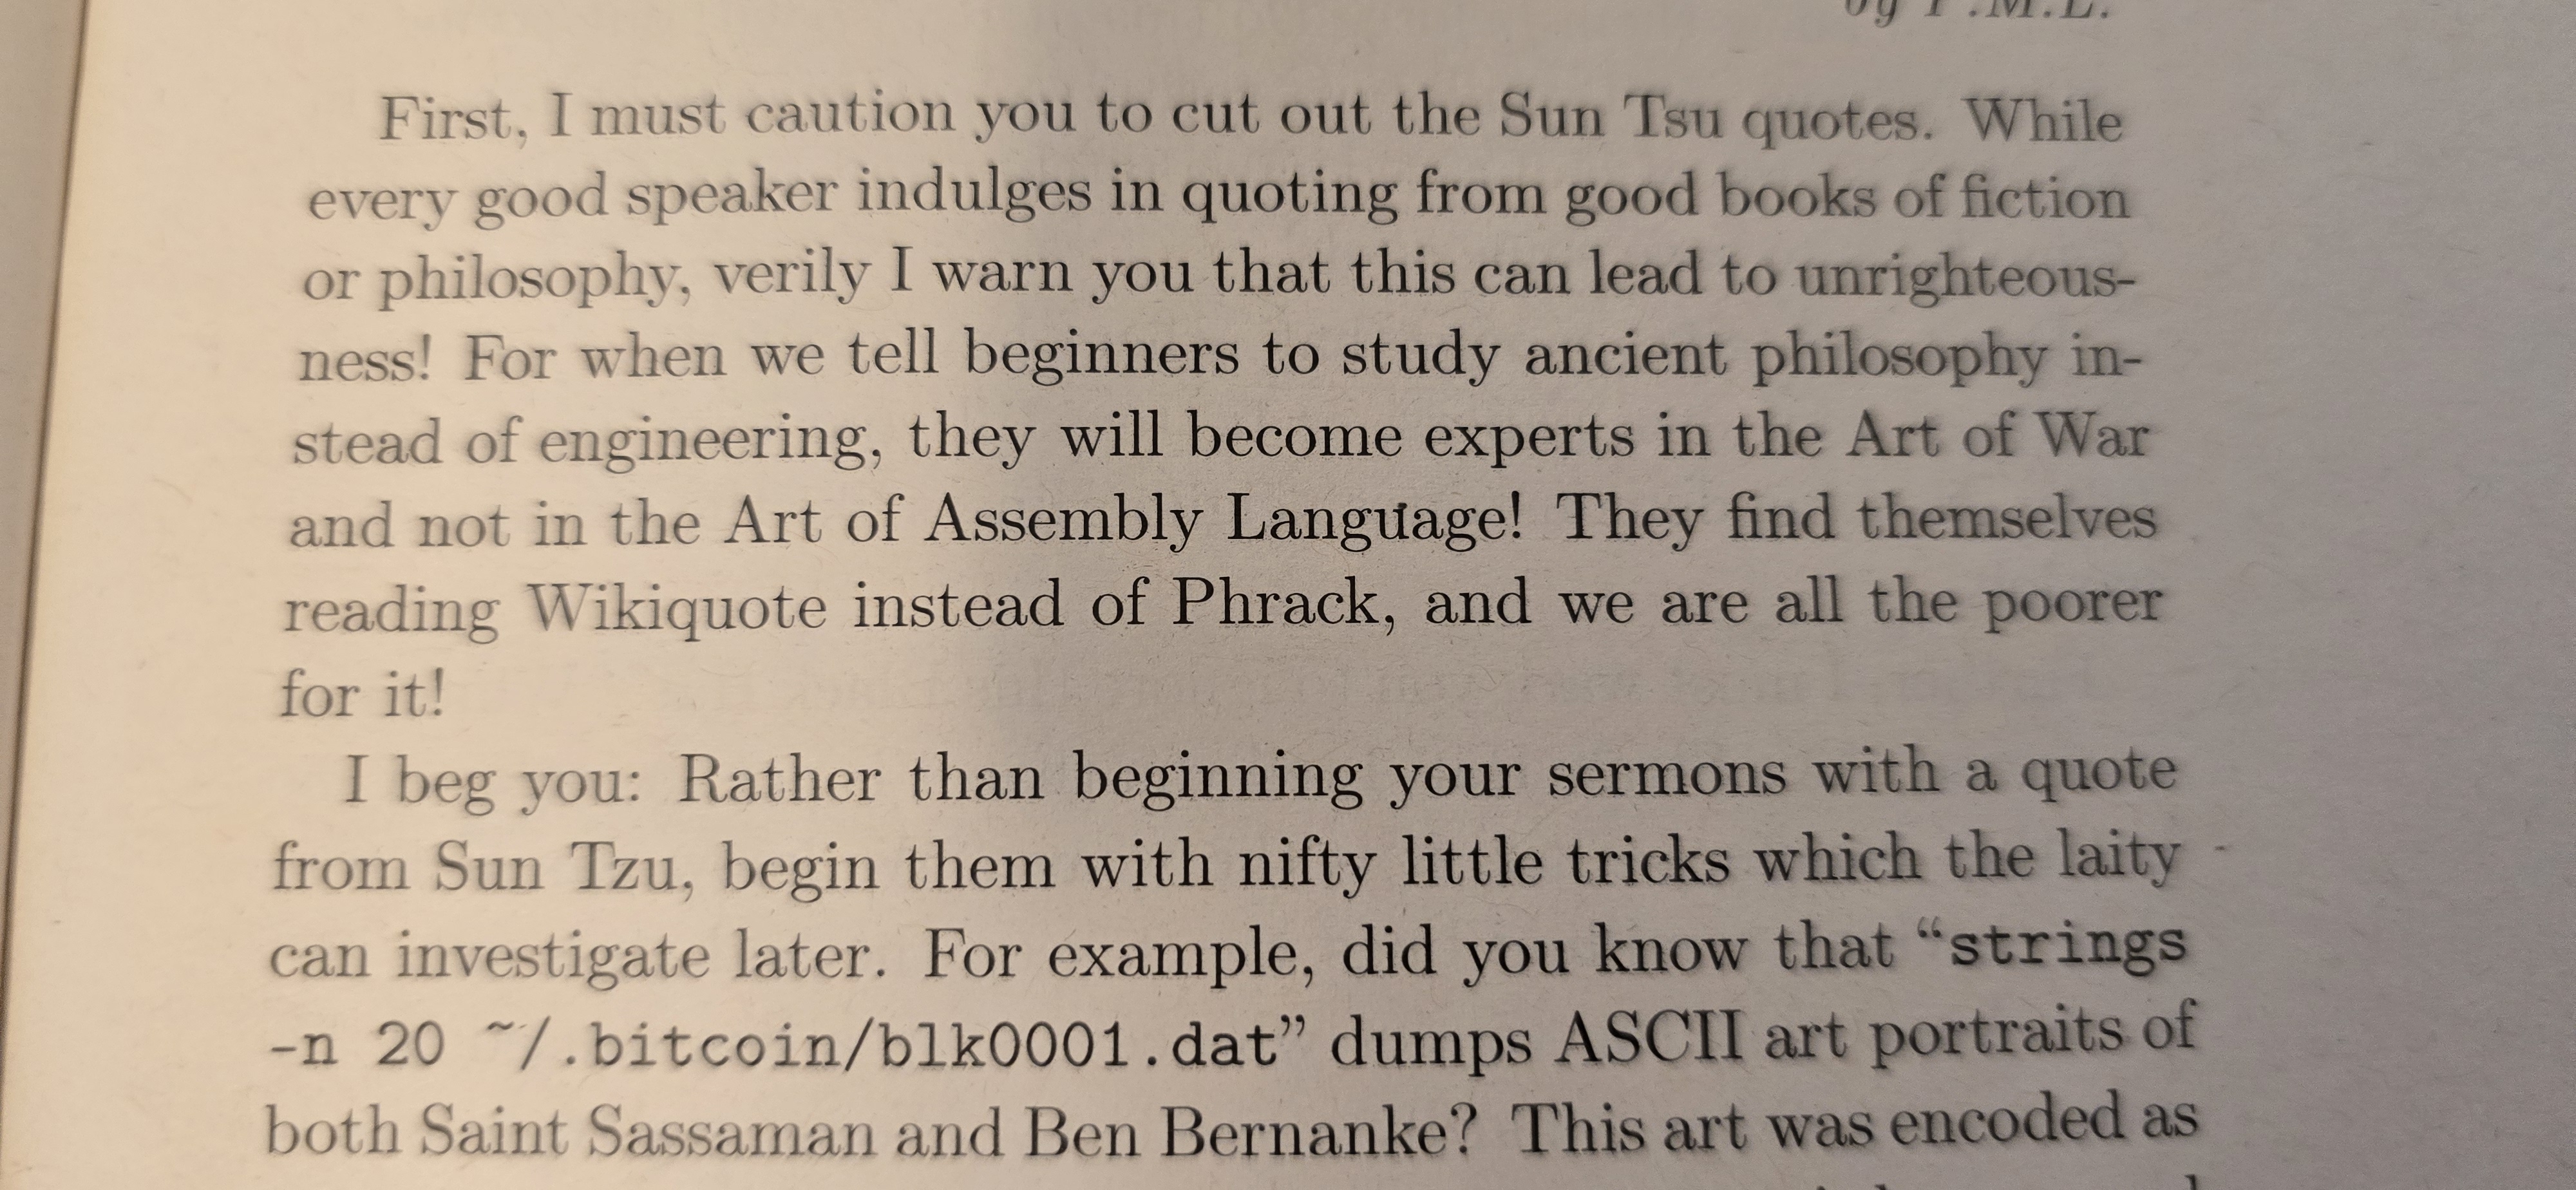 by P.M.L.
First, I must caution you to cut out the Sun Tsu quotes. While
every good speaker indulges in quoting from good books of fiction
or philosophy, verily I warn you that this can lead to unrighteous-
ness! For when we tell beginners to study ancient philosophy in-
stead of engineering, they will become experts in the Art of War
and not in the Art of Assembly Language! They find themselves
reading Wikiquote instead of Phrack, and we are all the poorer
for it!
I beg you: Rather than beginning your sermons with a quote
from Sun Tzu, begin them with nifty little tricks which the laity
can investigate later. For example, did you know that “strings
-n 20 ~/.bitcoin/blk0001.dat” dumps ASCII art portraits of
both Saint Sassaman and Ben Bernanke? This art was encoded as